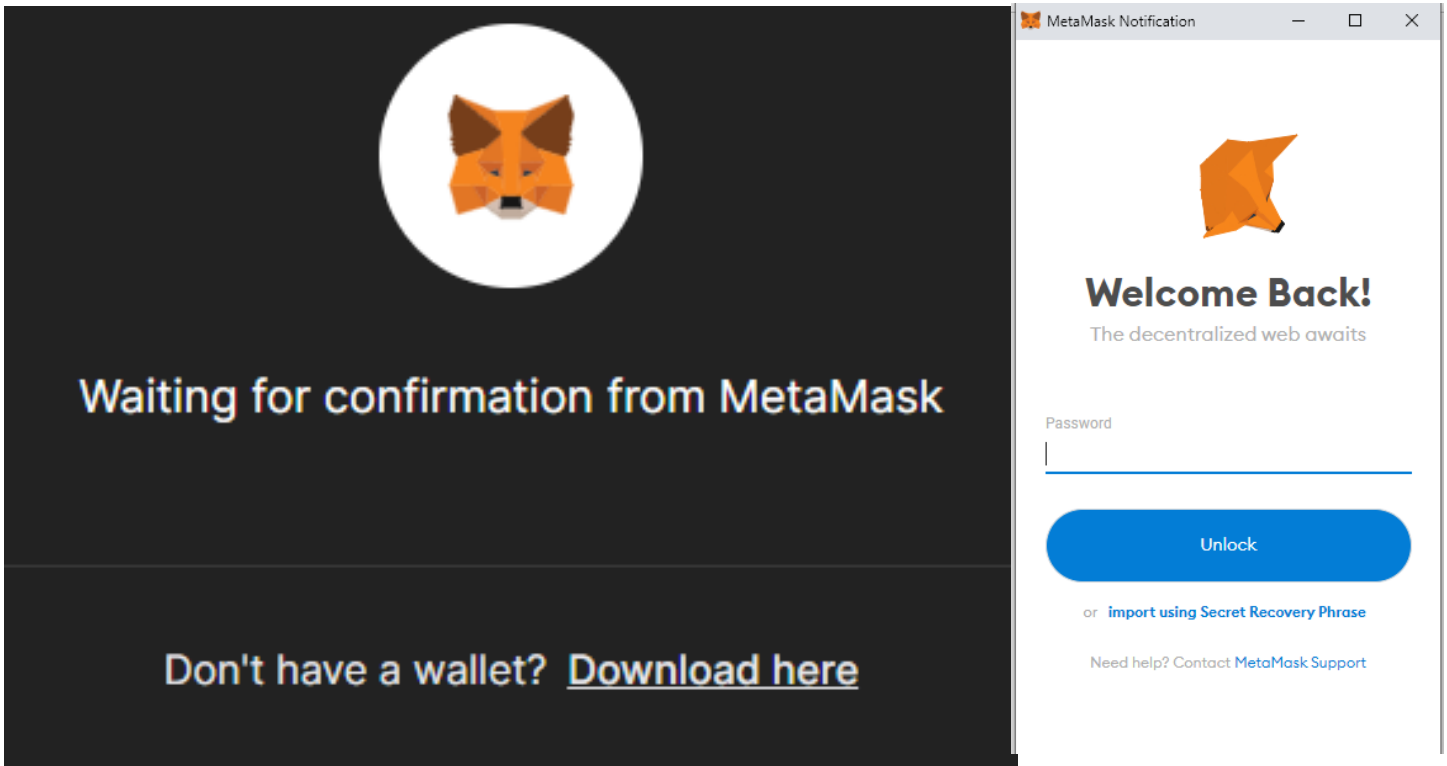 Waiting for confirmation from MetaMask
Don't have a wallet? Download here
MetaMask Notification
Welcome Back!
The decentralized web awaits
Password
Unlock
or import using Secret Recovery Phrase
Need help? Contact MetaMask Support